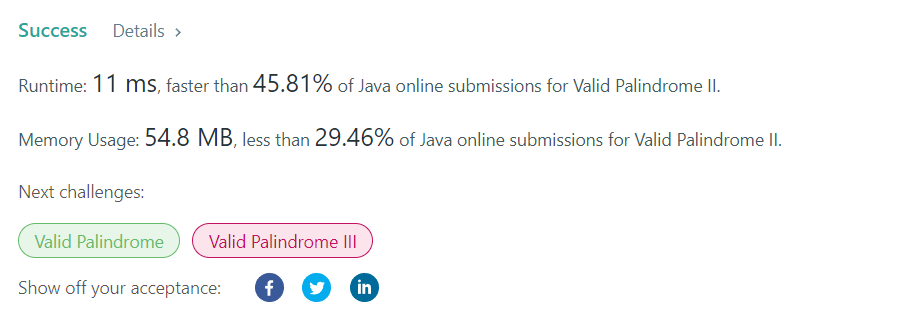 Success Details >
Runtime: 11 ms, faster than 45.81% of Java online submissions for Valid Palindrome II.
Memory Usage: 54.8 MB, less than 29.46% of Java online submissions for Valid Palindrome II.
Next challenges:
Valid Palindrome Valid Palindrome III
Show off your acceptance: f in